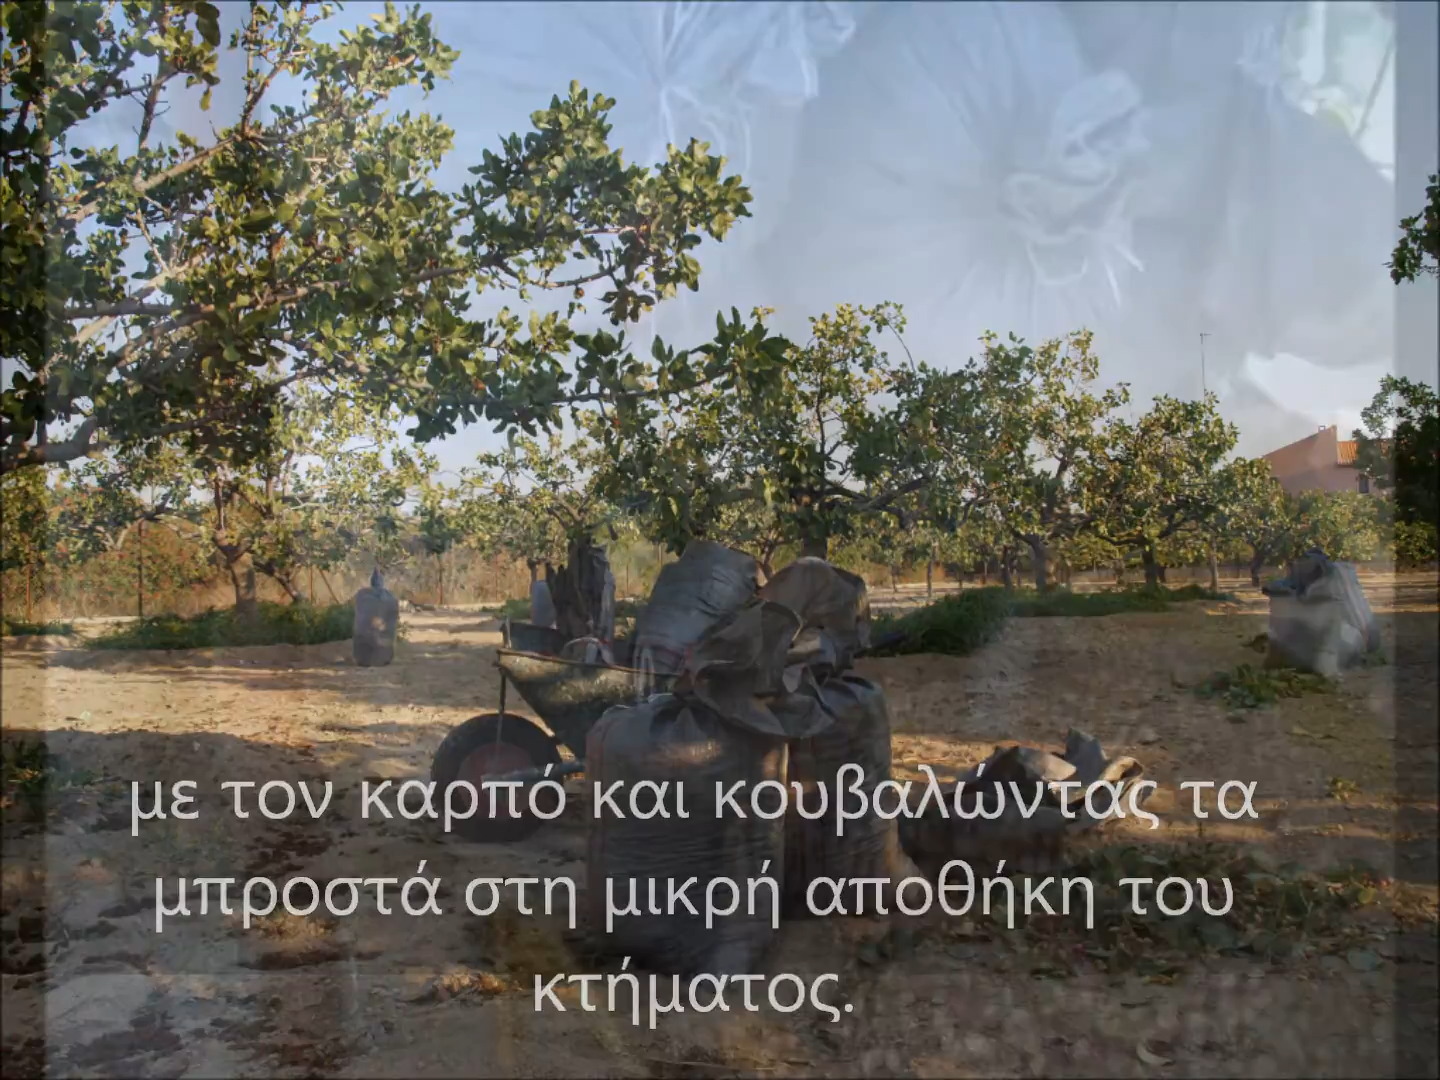 με τον καρπό και κουβαλώντας τα
μπροστά στη μικρή αποθήκη του
κτήματος.